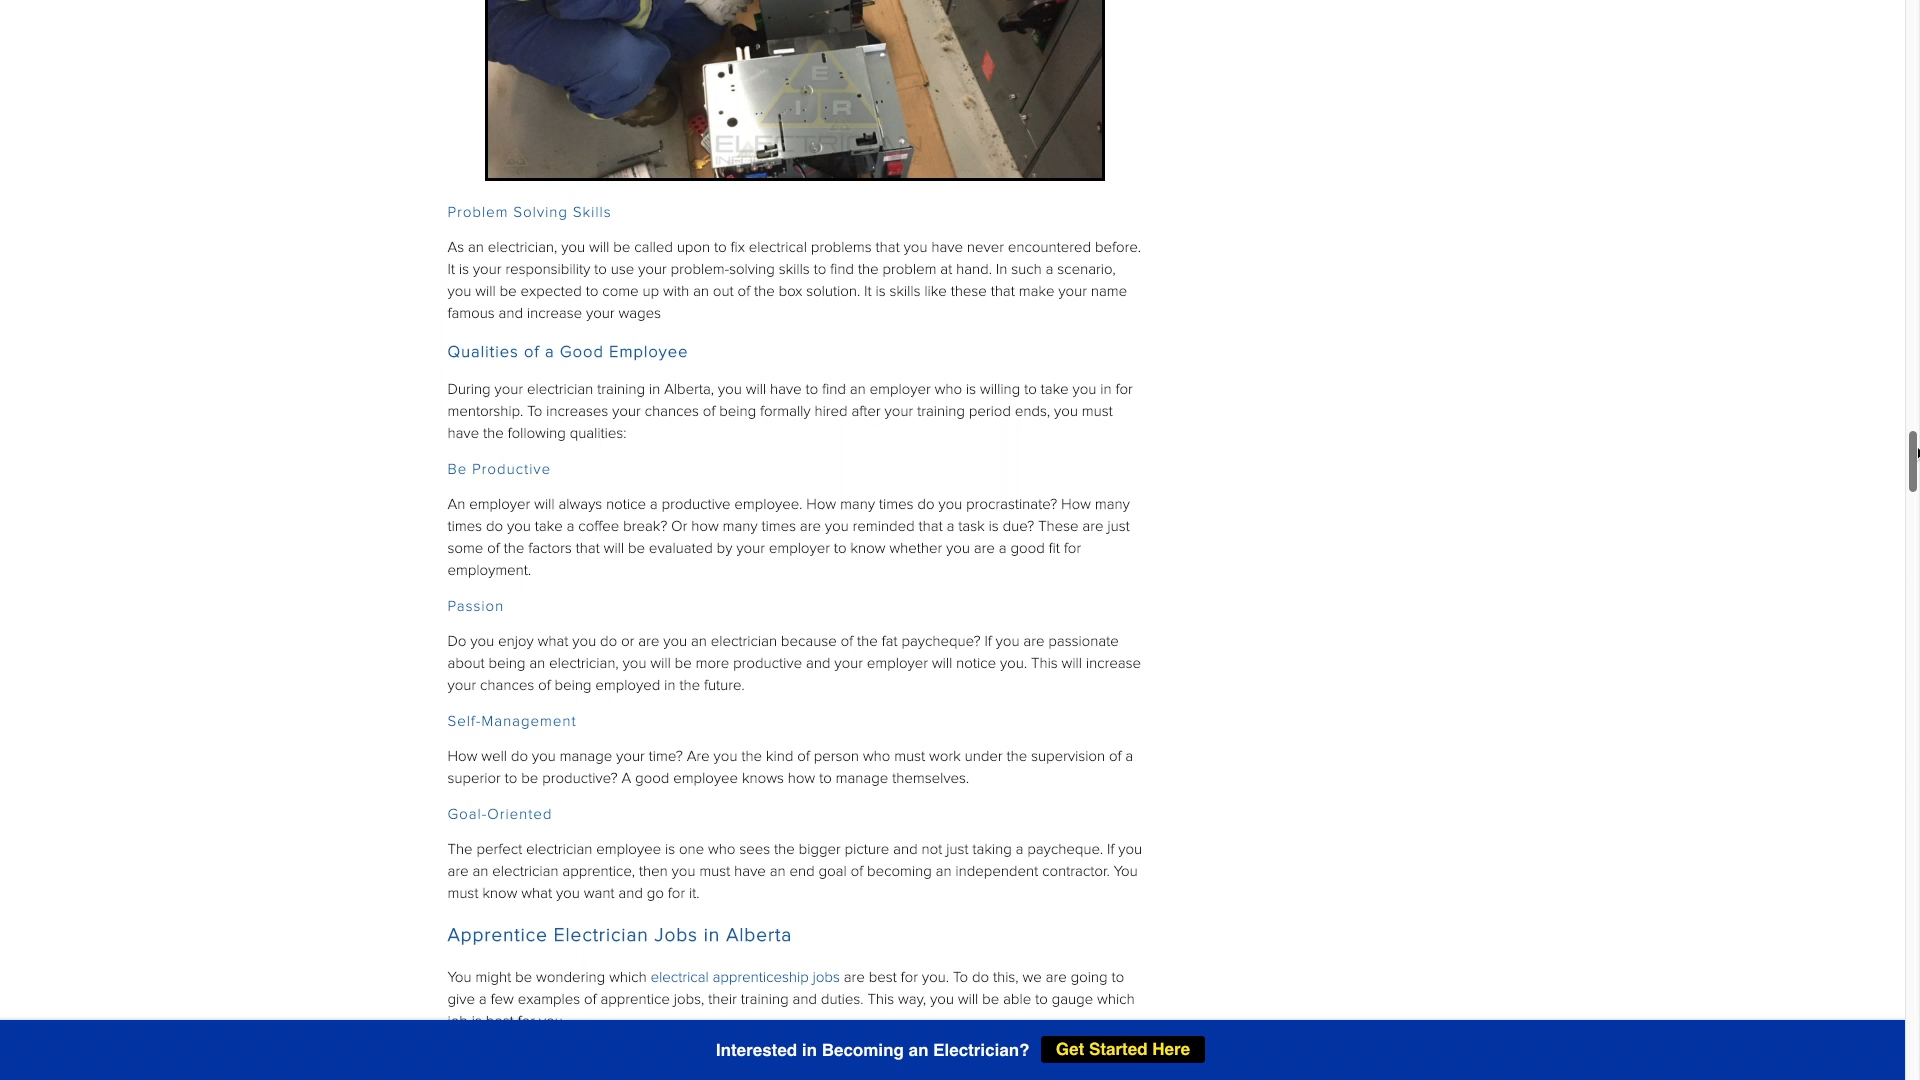 E
I R
ELECTRICIAN
Problem Solving Skills
As an electrician, you will be called upon to fix electrical problems that you have never encountered before.
It is your responsibility to use your problem-solving skills to find the problem at hand. In such a scenario,
you will be expected to come up with an out of the box solution. It is skills like these that make your name
famous and increase your wages
Qualities of a Good Employee
During your electrician training in Alberta, you will have to find an employer who is willing to take you in for
mentorship. To increases your chances of being formally hired after your training period ends, you must
have the following qualities:
Be Productive
An employer will always notice a productive employee. How many times do you procrastinate? How many
times do you take a coffee break? Or how many times are you reminded that a task is due? These are just
some of the factors that will be evaluated by your employer to know whether you are a good fit for
employment.
Passion
Do you enjoy what you do or are you an electrician because of the fat paycheque? If you are passionate
about being an electrician, you will be more productive and your employer will notice you. This will increase
your chances of being employed in the future.
Self-Management
How well do you manage your time? Are you the kind of person who must work under the supervision of a
superior to be productive? A good employee knows how to manage themselves.
Goal-Oriented
The perfect electrician employee is one who sees the bigger picture and not just taking a paycheque. If you
are an electrician apprentice, then you must have an end goal of becoming an independent contractor. You
must know what you want and go for it.
Apprentice Electrician Jobs in Alberta
You might be wondering which electrical apprenticeship jobs are best for you. To do this, we are going to
give a few examples of apprentice jobs, their training and duties. This way, you will be able to gauge which
job is best for you
Interested in Becoming an Electrician? Get Started Here